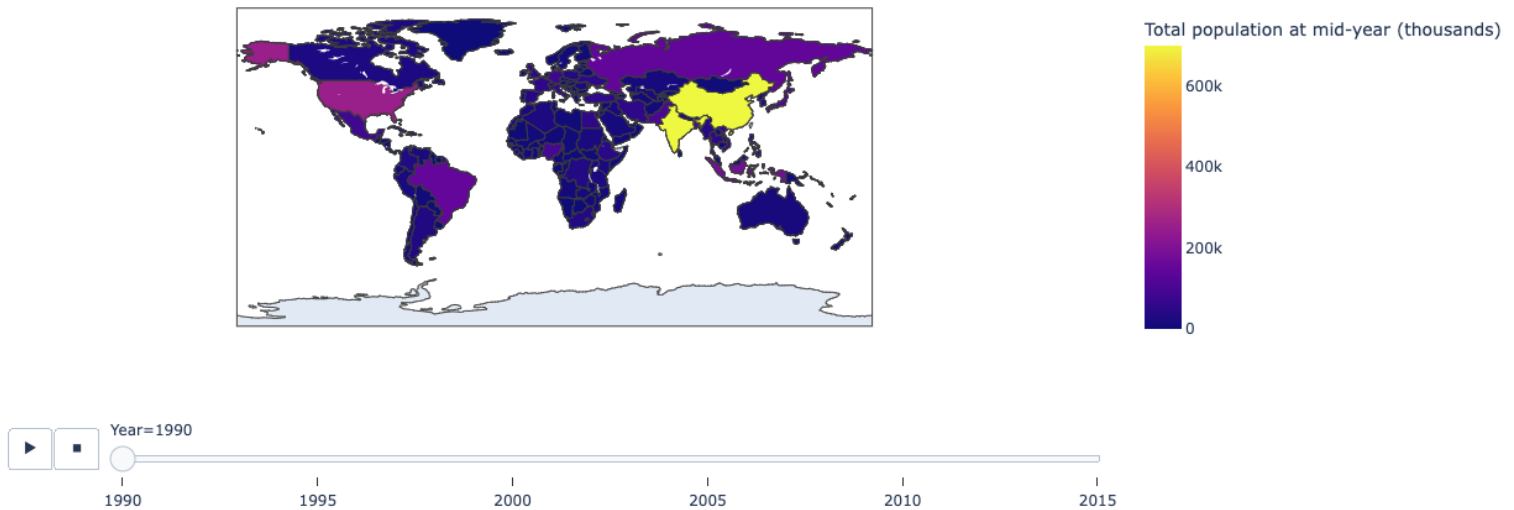 Total population at mid-year (thousands)
600k
400k
200k
0
Year=1990
1990 1995 2000 2005 2010 2015